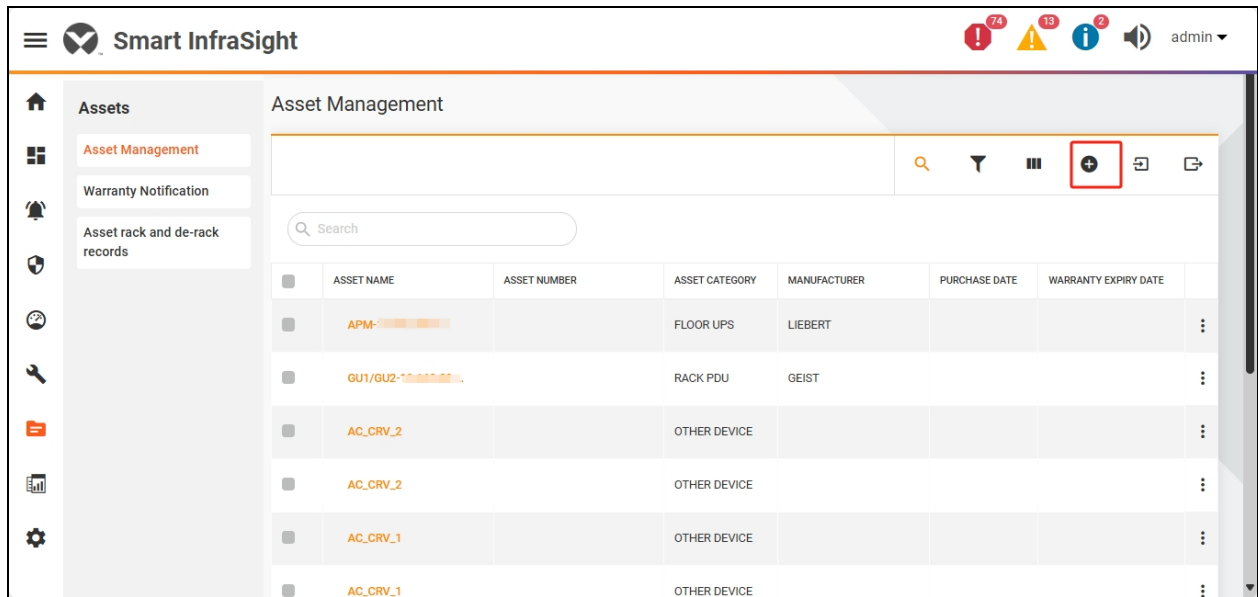 Smart InfraSight
74
13
2
admin
Assets
Asset Management
Warranty Notification
Asset rack and de-rack
records
Asset Management
Search
ASSET NAME ASSET NUMBER ASSET CATEGORY MANUFACTURER PURCHASE DATE WARRANTY EXPIRY DATE
APM- FLOOR UPS LIEBERT
GU1/GU2- RACK PDU GEIST
AC_CRV_2 OTHER DEVICE
AC_CRV_2 OTHER DEVICE
AC_CRV_1 OTHER DEVICE
AC_CRV_1 OTHER DEVICE